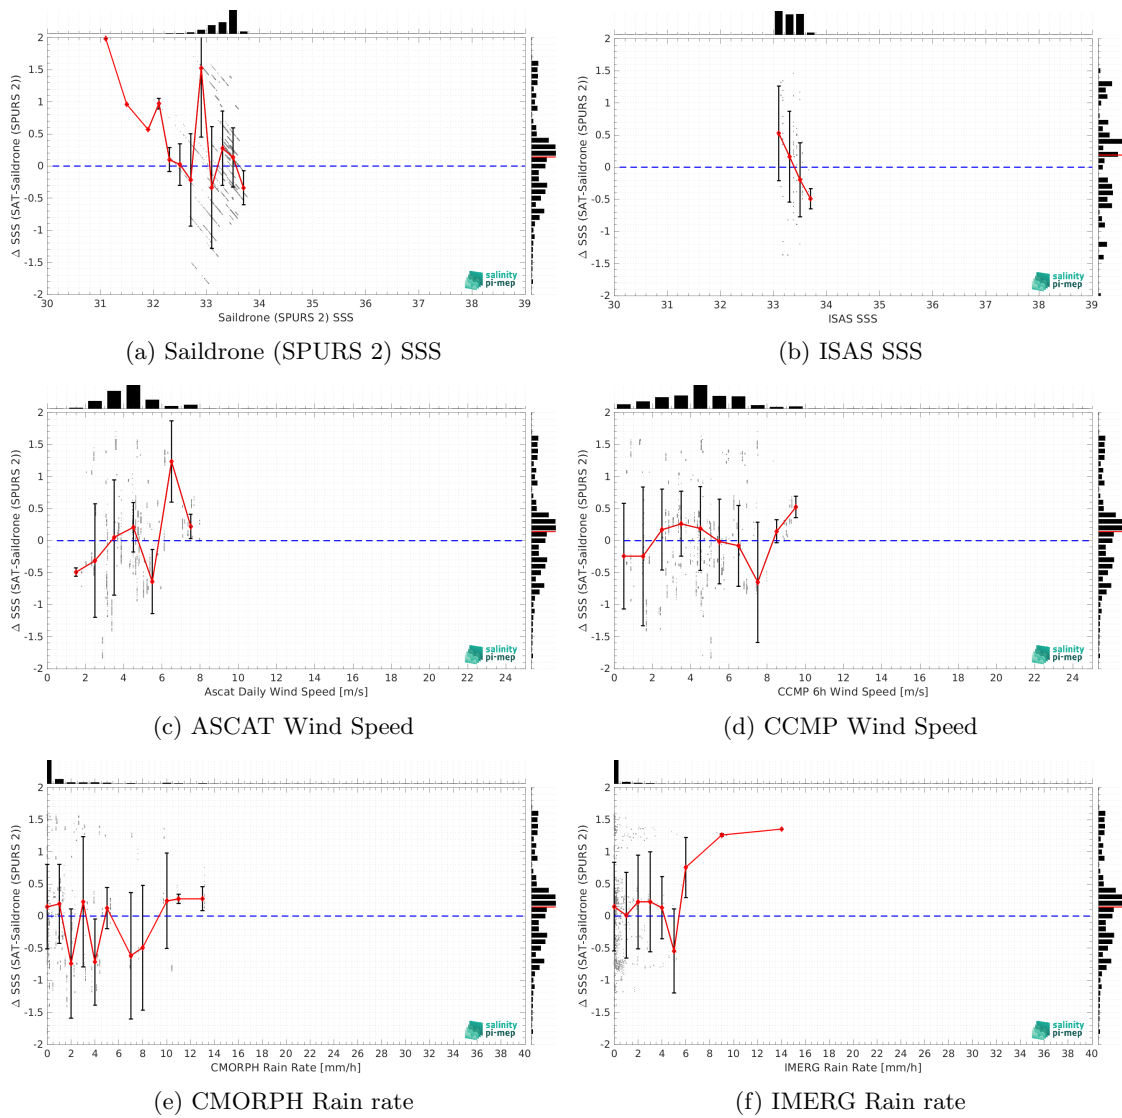 2
1.5
1
0.5
0
-0.5
-1
-1.5
-2
Δ SSS (SAT-Saildrone (SPURS 2))
30 31 32 33 34 35 36 37 38 39
Saildrone (SPURS 2) SSS
salinity
pi-mep
(a) Saildrone (SPURS 2) SSS
2
1.5
1
0.5
0
-0.5
-1
-1.5
-2
Δ SSS (SAT-Saildrone (SPURS 2))
30 31 32 33 34 35 36 37 38 39
ISAS SSS
salinity
pi-mep
(b) ISAS SSS
2
1.5
1
0.5
0
-0.5
-1
-1.5
-2
Δ SSS (SAT-Saildrone (SPURS 2))
0 2 4 6 8 10 12 14 16 18 20 22 24
Ascat Daily Wind Speed [m/s]
salinity
pi-mep
(c) ASCAT Wind Speed
2
1.5
1
0.5
0
-0.5
-1
-1.5
-2
Δ SSS (SAT-Saildrone (SPURS 2))
0 2 4 6 8 10 12 14 16 18 20 22 24
CCMP 6h Wind Speed [m/s]
salinity
pi-mep
(d) CCMP Wind Speed
2
1.5
1
0.5
0
-0.5
-1
-1.5
-2
Δ SSS (SAT-Saildrone (SPURS 2))
0 2 4 6 8 10 12 14 16 18 20 22 24 26 28 30 32 34 36 38 40
CMORPH Rain Rate [mm/h]
salinity
pi-mep
(e) CMORPH Rain rate
2
1.5
1
0.5
0
-0.5
-1
-1.5
-2
Δ SSS (SAT-Saildrone (SPURS 2))
0 2 4 6 8 10 12 14 16 18 20 22 24 26 28 30 32 34 36 38 40
IMERG Rain Rate [mm/h]
salinity
pi-mep
(f) IMERG Rain rate